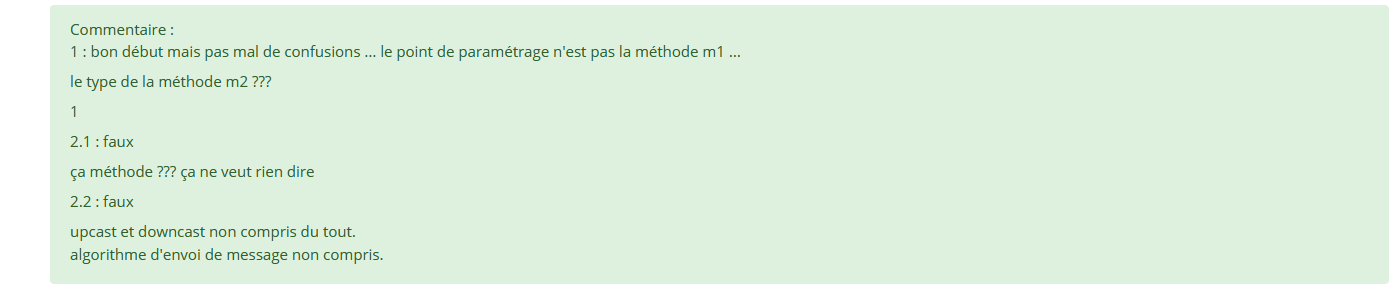 Commentaire :
1 : bon début mais pas mal de confusions ... le point de paramétrage n'est pas la méthode m1 ...
le type de la méthode m2 ???
1
2.1 : faux
ça méthode ??? ça ne veut rien dire
2.2 : faux
upcast et downcast non compris du tout.
algorithme d'envoi de message non compris.